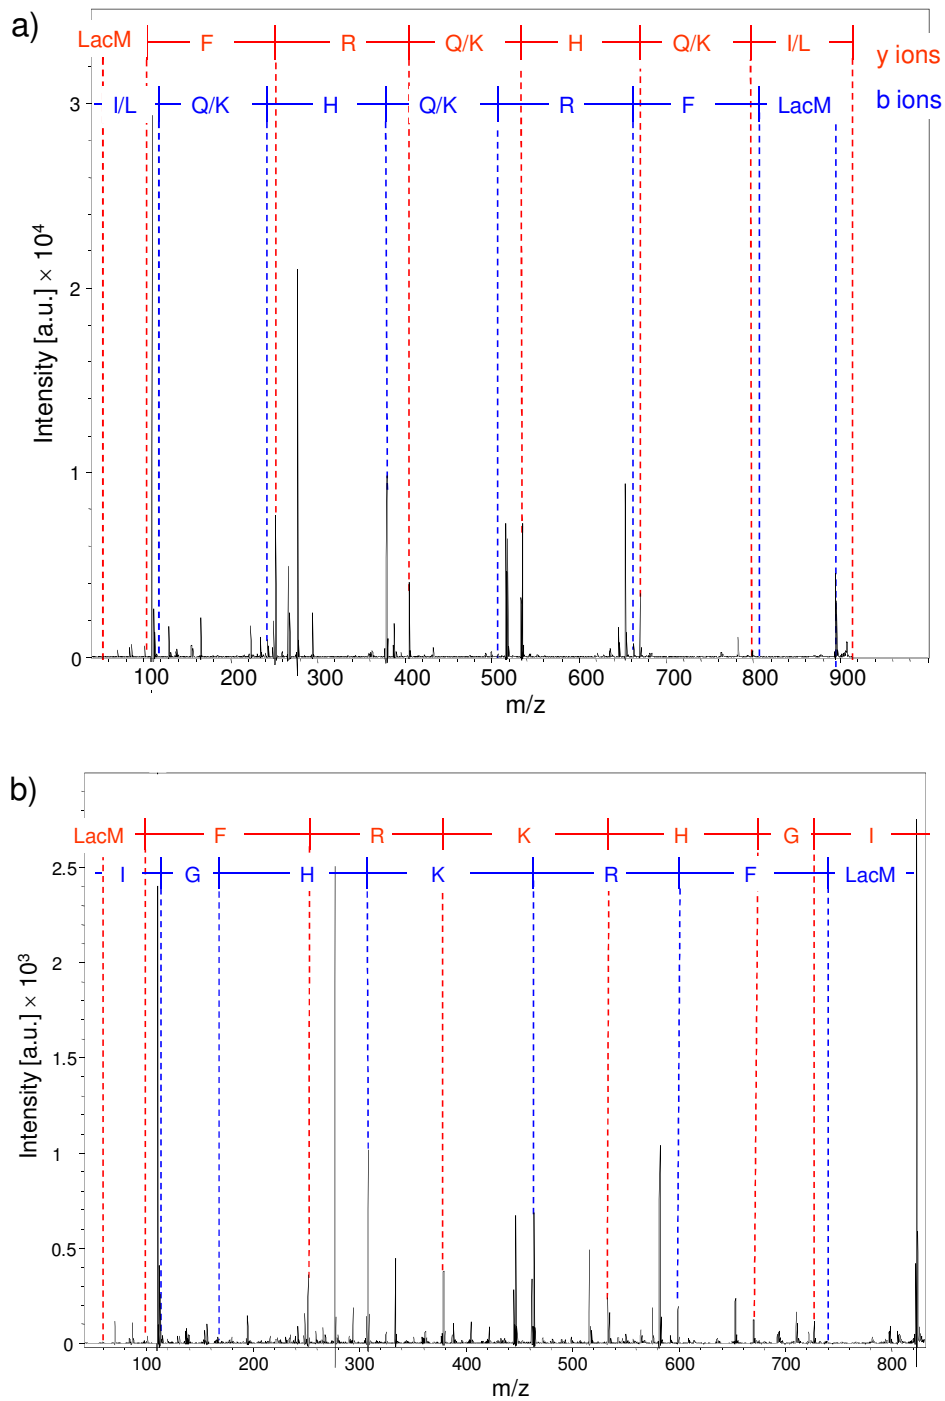 a)
LacM F R Q/K H Q/K I/L y ions
I/L Q/K H Q/K R F LacM b ions
3
2
1
0
Intensity [a.u.] × 10⁴
100 200 300 400 500 600 700 800 900
m/z
b)
LacM F R K H G I
I G H K R F LacM
2.5
2
1.5
1
0.5
0
Intensity [a.u.] × 10³
100 200 300 400 500 600 700 800
m/z